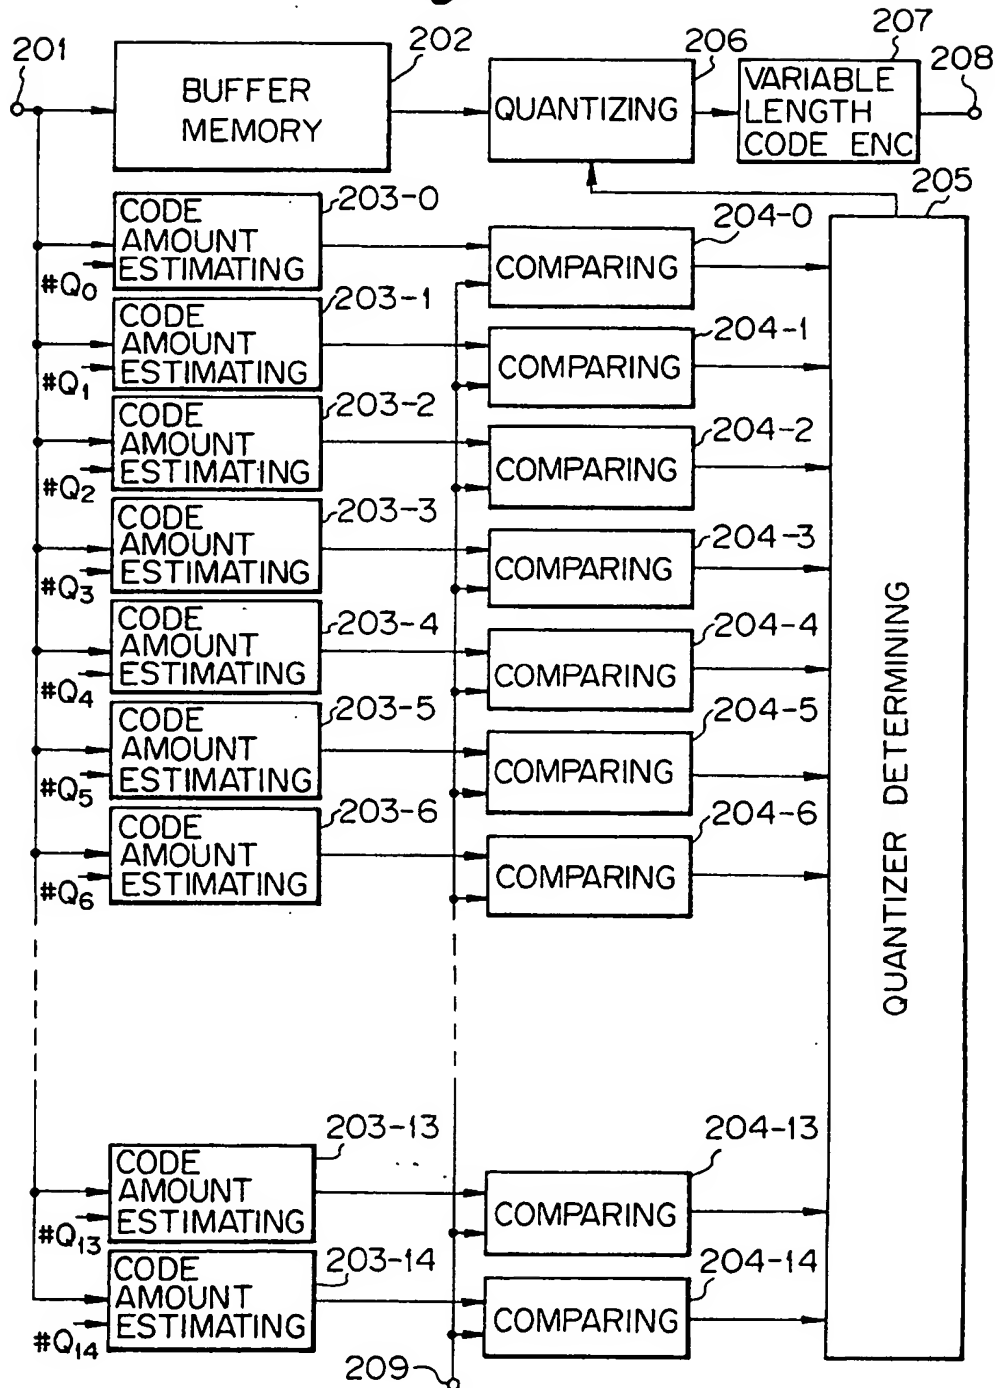 201
BUFFER
MEMORY
202
QUANTIZING
206
VARIABLE
LENGTH
CODE ENC
207
208
CODE
AMOUNT
ESTIMATING
203-0
#Q0
COMPARING
204-0
205
CODE
AMOUNT
ESTIMATING
203-1
#Q1
COMPARING
204-1
CODE
AMOUNT
ESTIMATING
203-2
#Q2
COMPARING
204-2
CODE
AMOUNT
ESTIMATING
203-3
#Q3
COMPARING
204-3
CODE
AMOUNT
ESTIMATING
203-4
#Q4
COMPARING
204-4
CODE
AMOUNT
ESTIMATING
203-5
#Q5
COMPARING
204-5
CODE
AMOUNT
ESTIMATING
203-6
#Q6
COMPARING
204-6
QUANTIZER DETERMINING
CODE
AMOUNT
ESTIMATING
203-13
#Q13
COMPARING
204-13
CODE
AMOUNT
ESTIMATING
203-14
#Q14
COMPARING
204-14
209